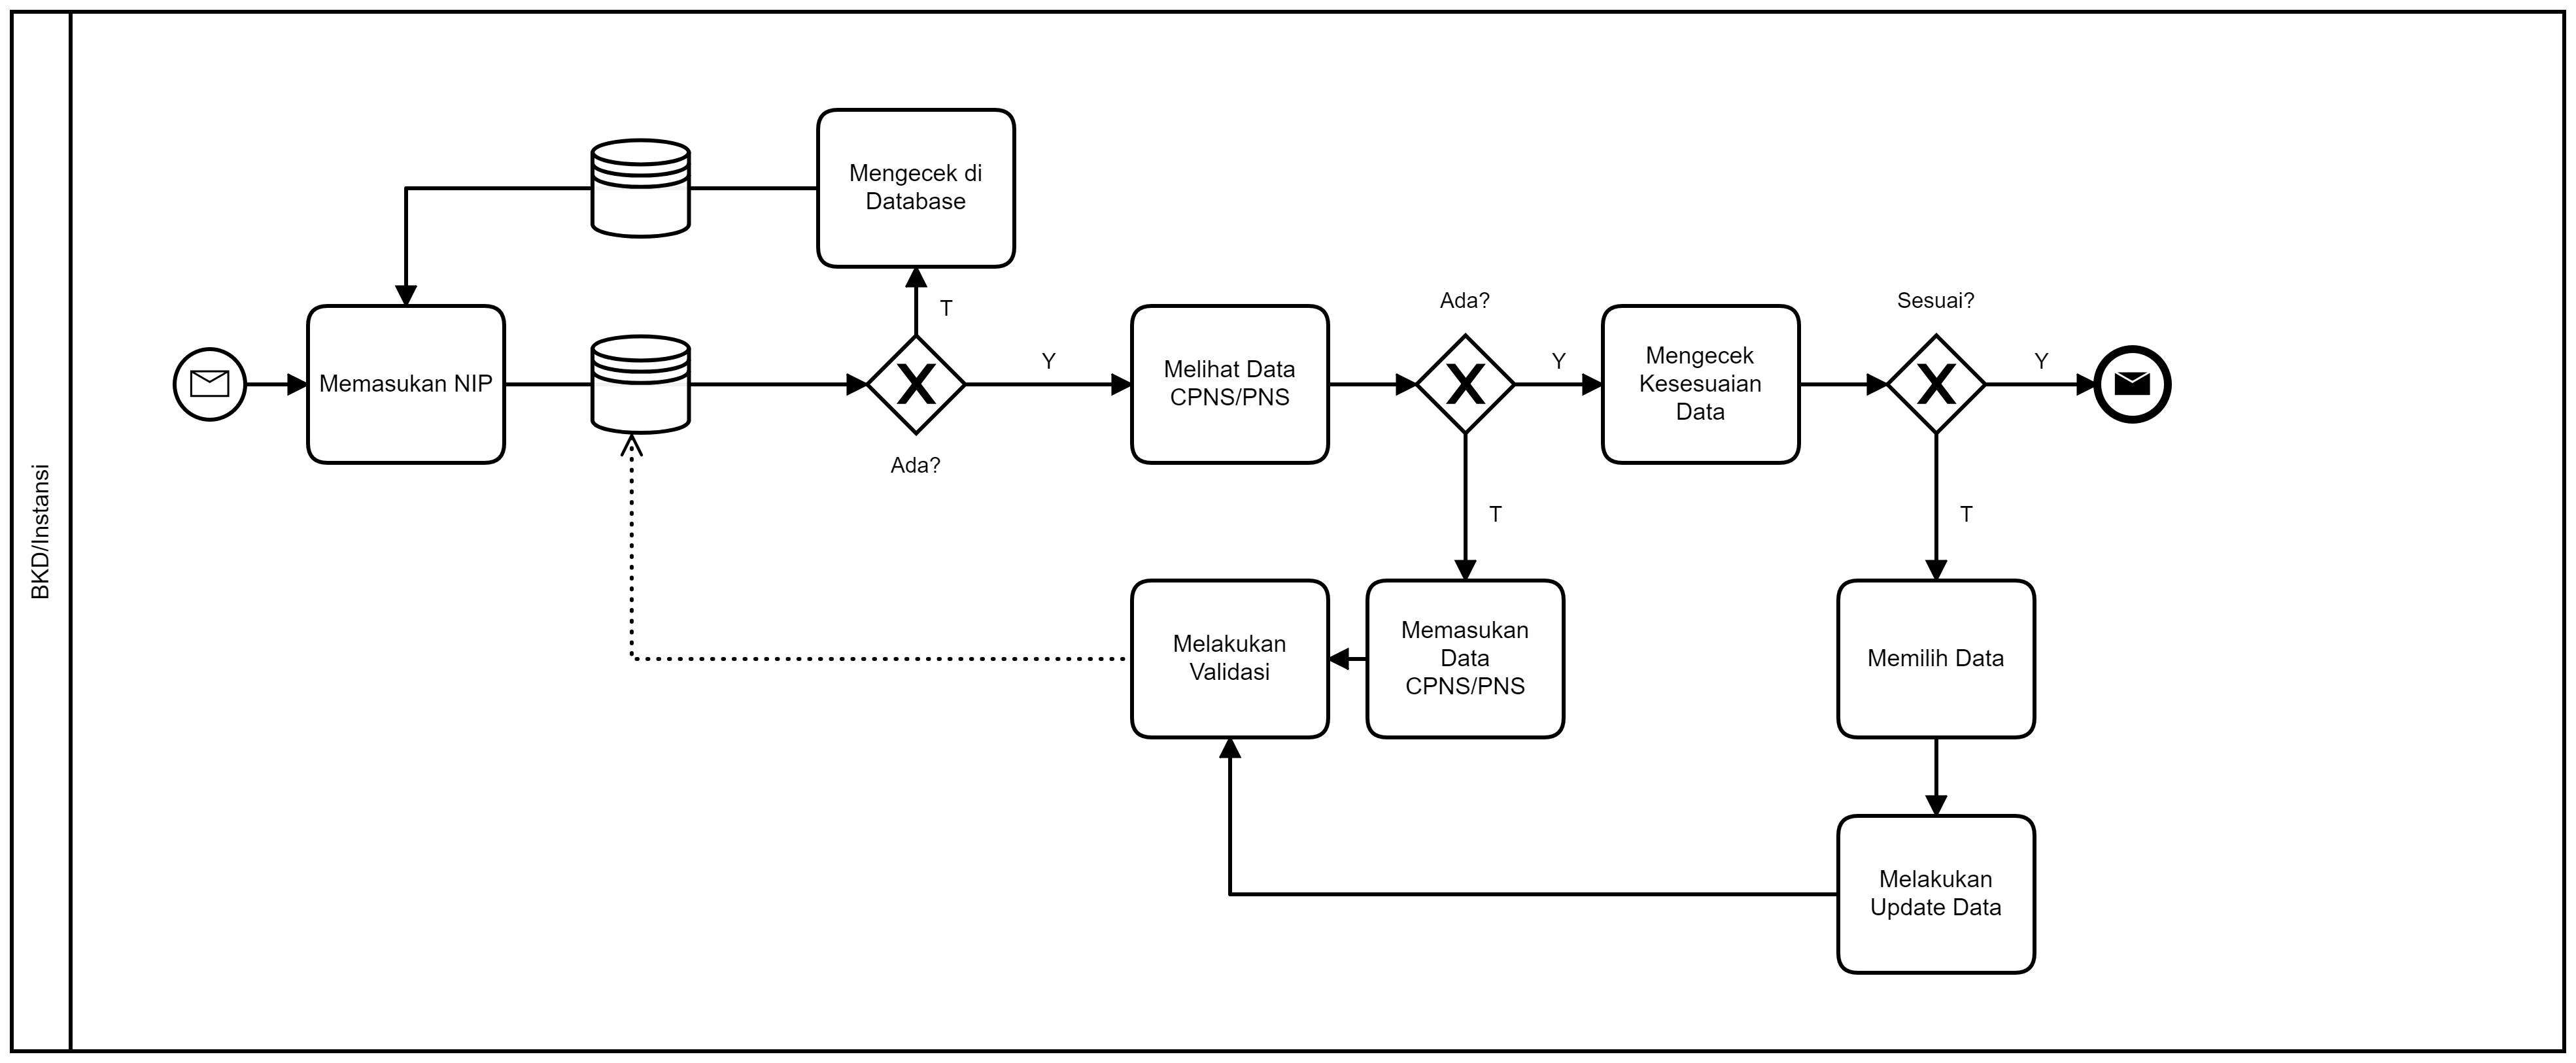 BKD/Instansi
Mengecek di
Database
T
Memasukan NIP
Ada?
Y
Melihat Data
CPNS/PNS
Ada?
Y
T
Mengecek
Kesesuaian
Data
Sesuai?
Y
T
Melakukan
Validasi
Memasukan
Data
CPNS/PNS
Memilih Data
Melakukan
Update Data